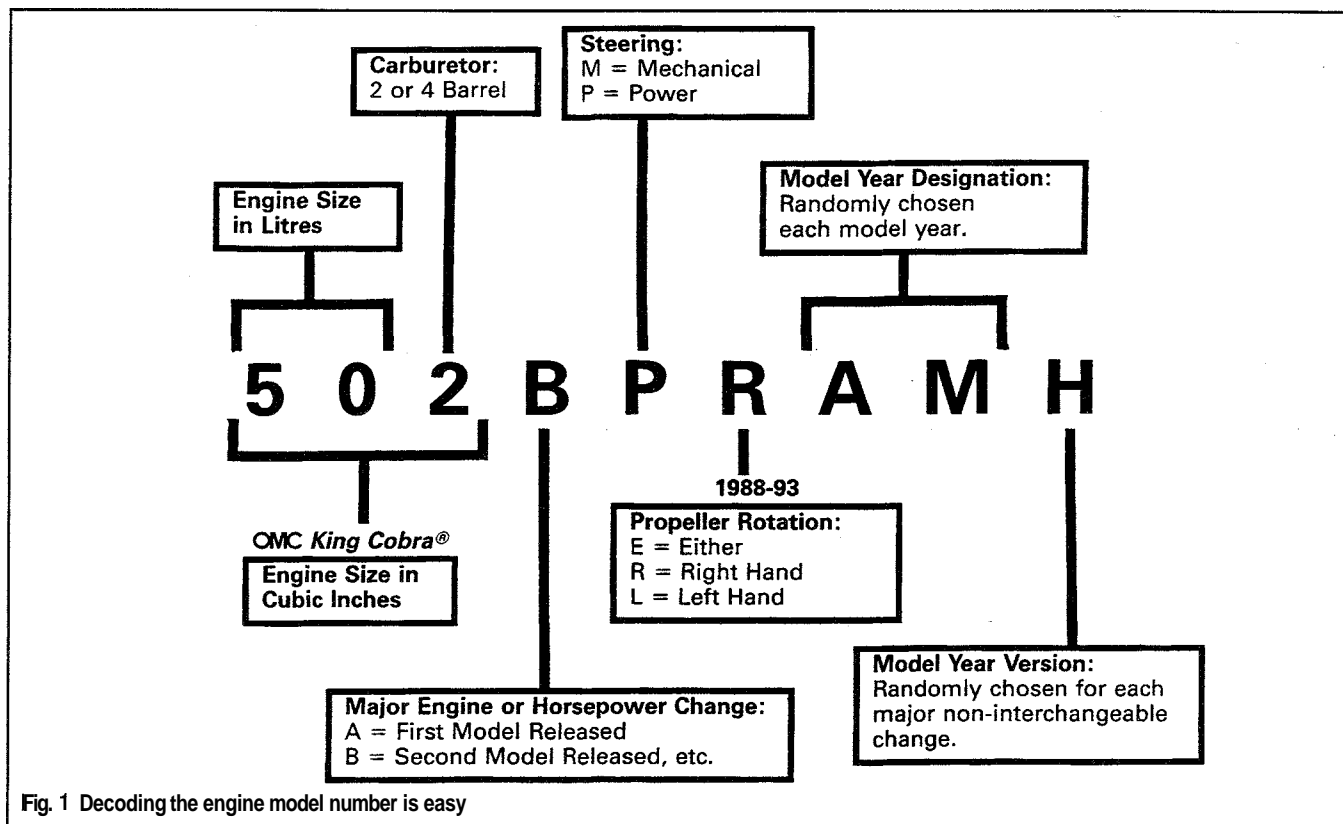 Steering:
M = Mechanical
P = Power
Carburetor:
2 or 4 Barrel
Model Year Designation:
Randomly chosen
each model year.
Engine Size
in Litres
502BPRAMH
1988-93
OMC King Cobra®
Engine Size in
Cubic Inches
Propeller Rotation:
E = Either
R = Right Hand
L = Left Hand
Model Year Version:
Randomly chosen for each
major non-interchangeable
change.
Major Engine or Horsepower Change:
A = First Model Released
B = Second Model Released, etc.
Fig. 1 Decoding the engine model number is easy